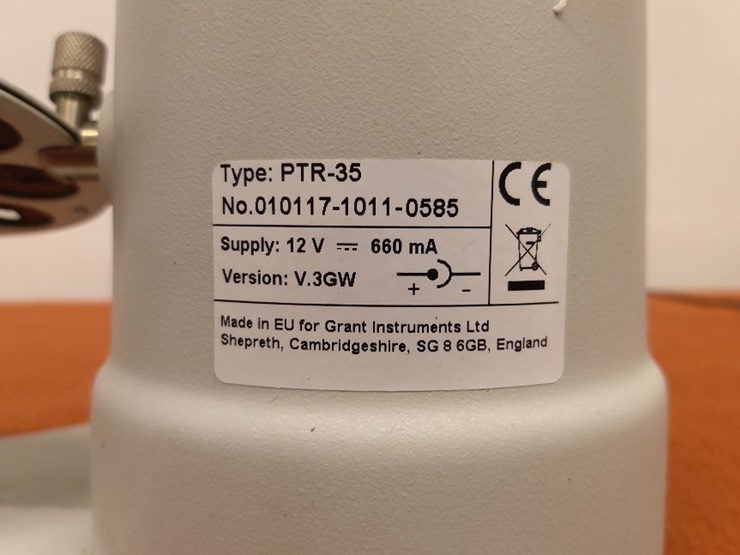 Type: PTR-35
No.010117-1011-0585
CE
Supply: 12 V ⎓ 660 mA
Version: V.3GW
+ -
Made in EU for Grant Instruments Ltd
Shepreth, Cambridgeshire, SG 8 6GB, England